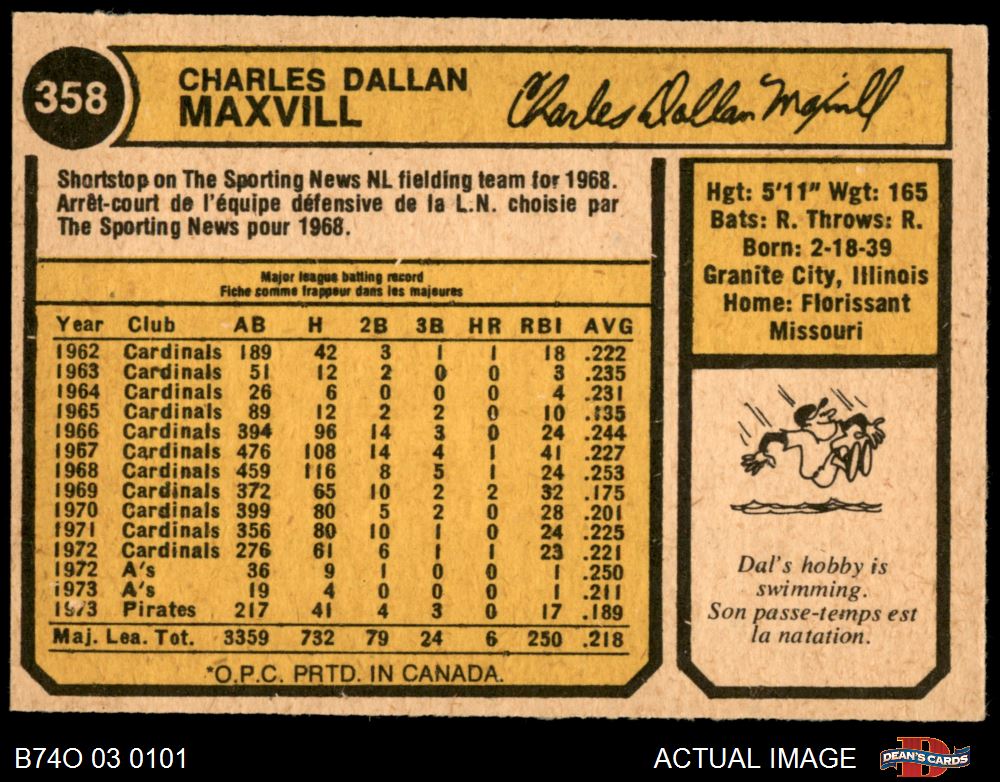 358
CHARLES DALLAN
MAXVILL
Charles Dallan Maxvill
Shortstop on The Sporting News NL fielding team for 1968.
Arrêt-court de l'équipe défensive de la L.N. choisie par
The Sporting News pour 1968.
Major league batting record
Fiche comme frappeur dans les majeures
Year Club AB H 2B 3B HR RBI AVG
1962 Cardinals 189 42 3 1 1 18 .222
1963 Cardinals 51 12 2 0 0 3 .235
1964 Cardinals 26 6 0 0 0 4 .231
1965 Cardinals 89 12 2 2 0 10 .135
1966 Cardinals 394 96 14 3 0 24 .244
1967 Cardinals 476 108 14 4 1 41 .227
1968 Cardinals 459 116 8 5 1 24 .253
1969 Cardinals 372 65 10 2 2 32 .175
1970 Cardinals 399 80 5 2 0 28 .201
1971 Cardinals 356 80 10 1 0 24 .225
1972 Cardinals 276 61 6 1 1 23 .221
1972 A's 36 9 1 0 0 1 .250
1973 A's 19 4 0 0 0 1 .211
1973 Pirates 217 41 4 3 0 17 .189
Maj. Lea. Tot. 3359 732 79 24 6 250 .218
*O.P.C. PRTD. IN CANADA.
Hgt: 5'11" Wgt: 165
Bats: R. Throws: R.
Born: 2-18-39
Granite City, Illinois
Home: Florissant
Missouri
Dal's hobby is
swimming.
Son passe-temps est
la natation.
B74O 03 0101
ACTUAL IMAGE
DEAN'S CARDS